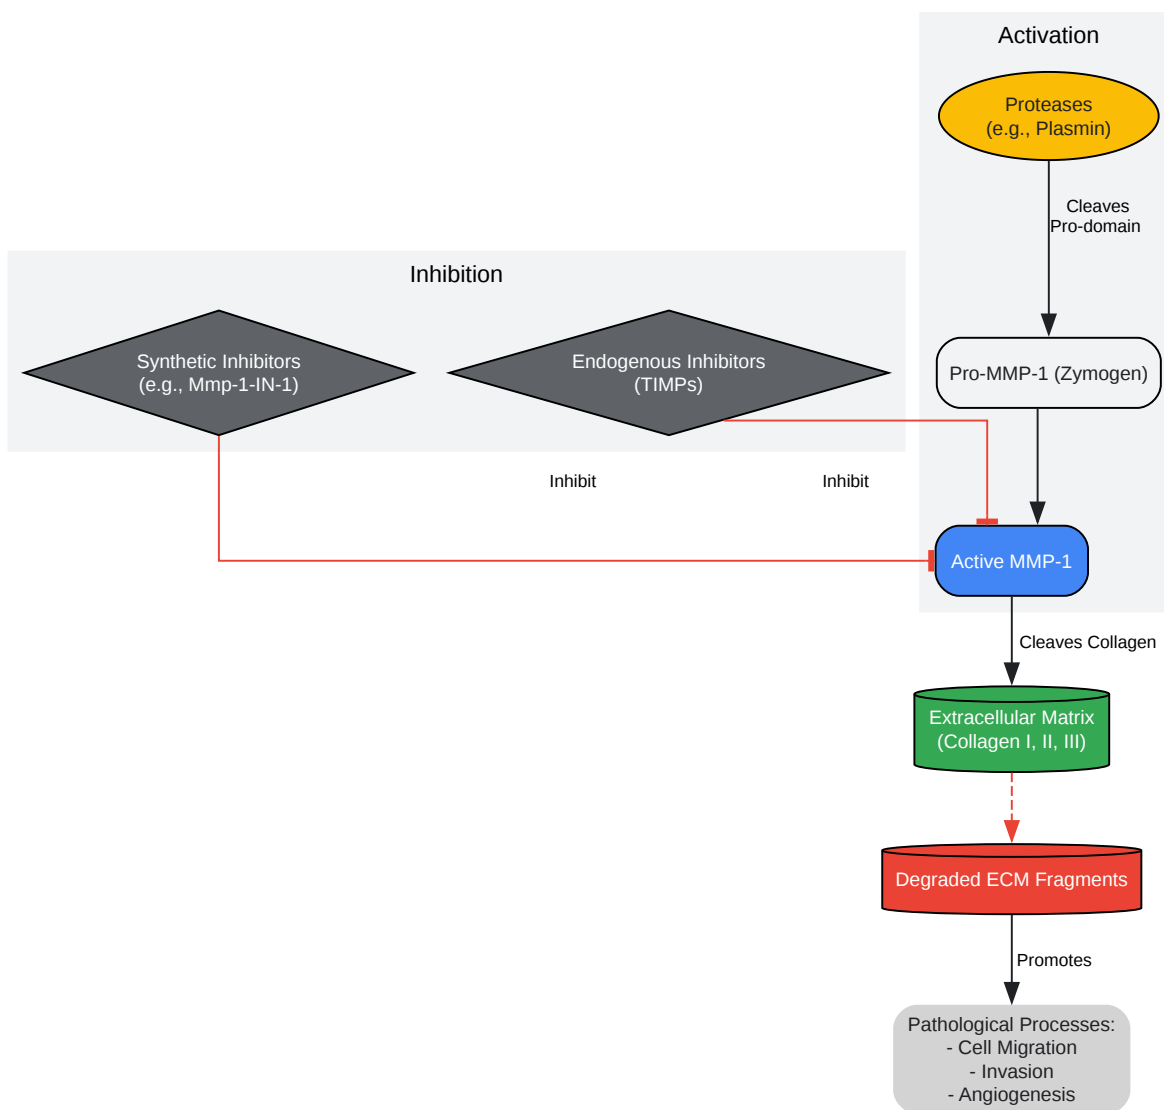 Activation
Proteases
(e.g., Plasmin)
Cleaves
Pro-domain
Inhibition
Synthetic Inhibitors
(e.g., Mmp-1-IN-1)
Endogenous Inhibitors
(TIMPs)
Pro-MMP-1 (Zymogen)
Inhibit
Inhibit
Active MMP-1
Cleaves Collagen
Extracellular Matrix
(Collagen I, II, III)
Degraded ECM Fragments
Promotes
Pathological Processes:
- Cell Migration
- Invasion
- Angiogenesis